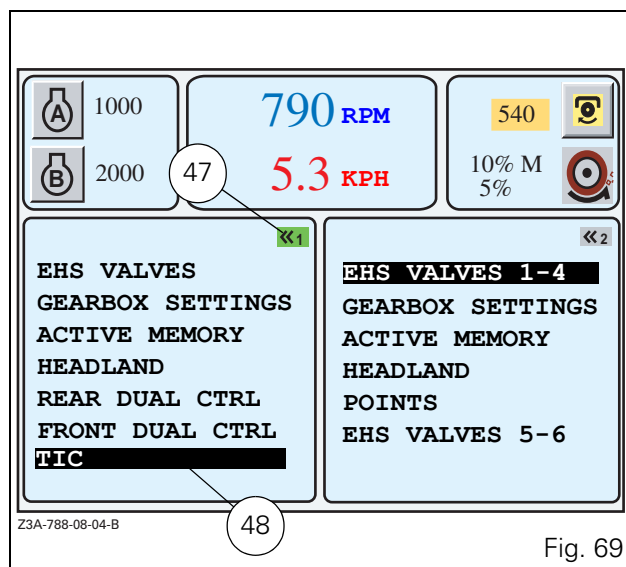 A 1000
790 RPM
540
B 2000
47
5.3 KPH
10% M
5%
«1
EHS VALVES
GEARBOX SETTINGS
ACTIVE MEMORY
HEADLAND
REAR DUAL CTRL
FRONT DUAL CTRL
TIC
«2
EHS VALVES 1-4
GEARBOX SETTINGS
ACTIVE MEMORY
HEADLAND
POINTS
EHS VALVES 5-6
48
Z3A-788-08-04-B
Fig. 69